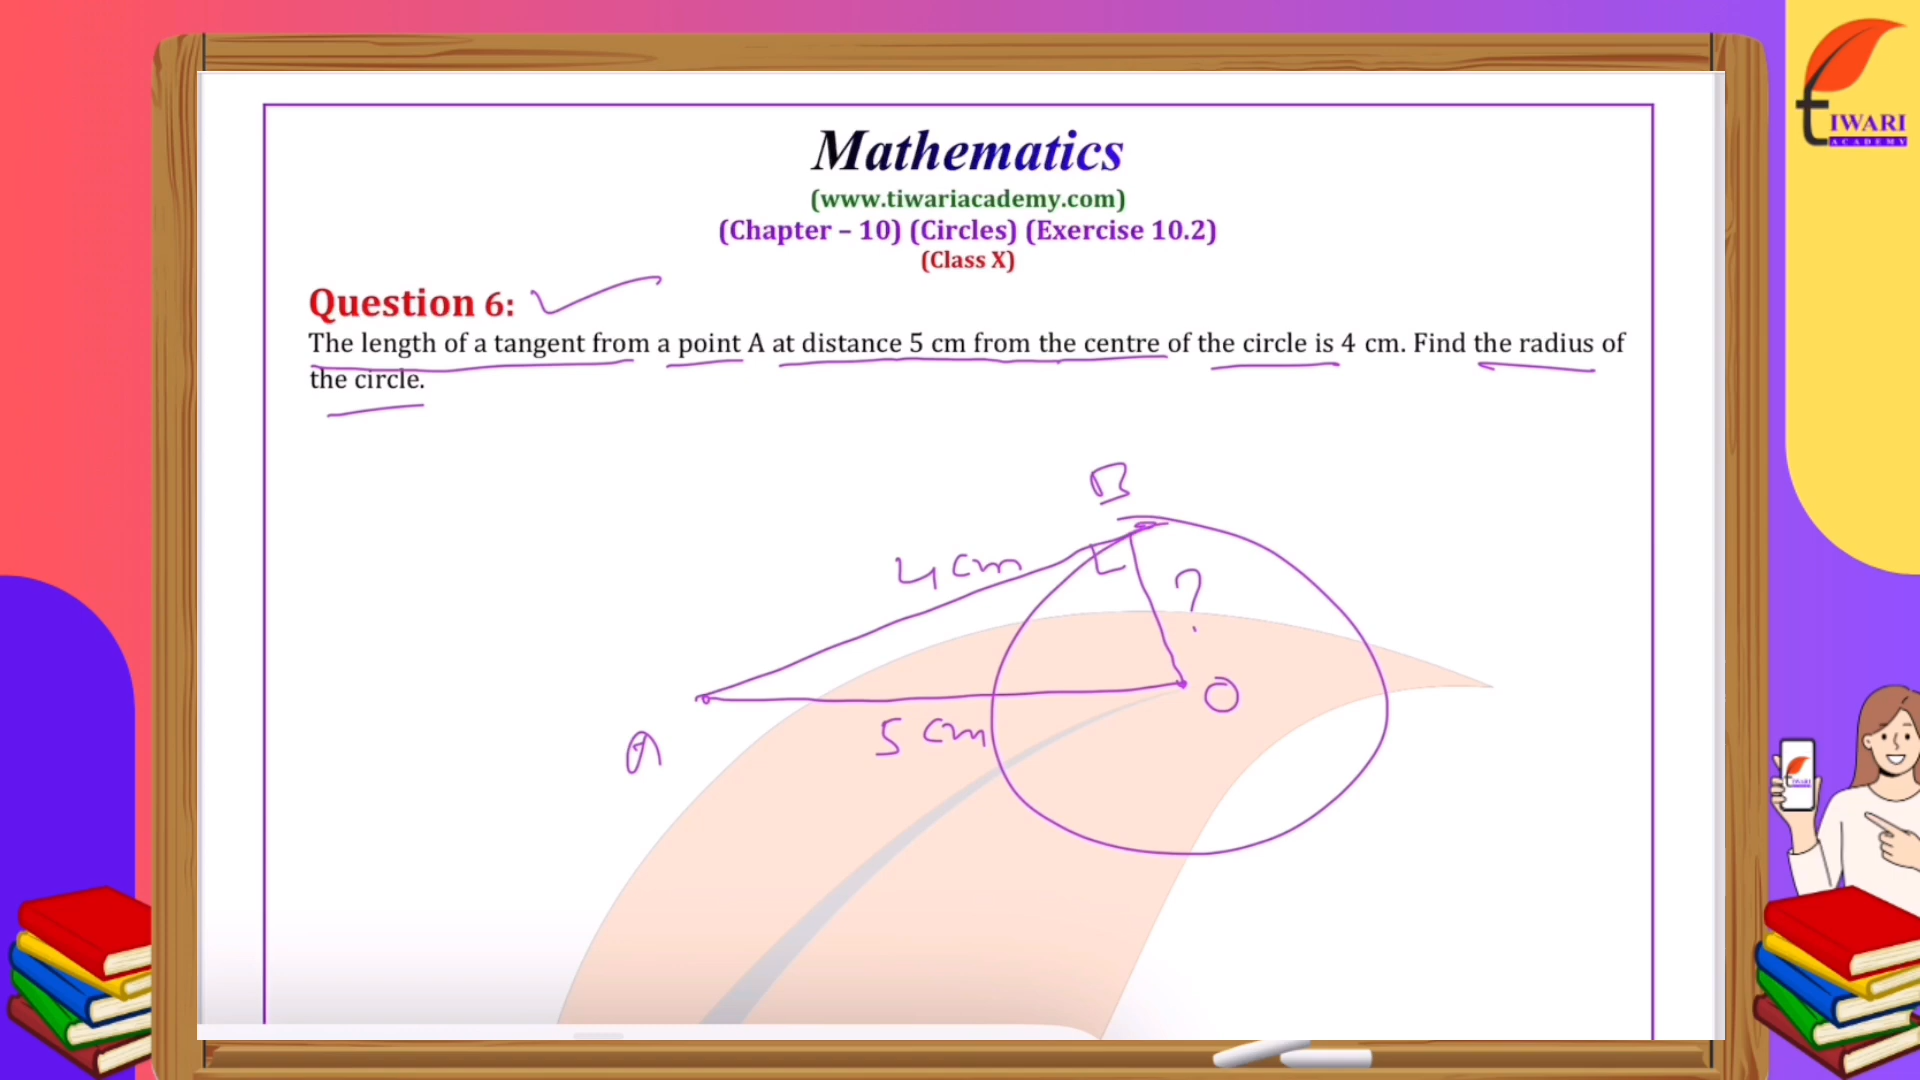 Mathematics
(www.tiwariacademy.com)
(Chapter – 10) (Circles) (Exercise 10.2)
(Class X)
Question 6:
The length of a tangent from a point A at distance 5 cm from the centre of the circle is 4 cm. Find the radius of
the circle.
B
4 cm
?
O
5 cm
A
tIWARI
ACADEMY